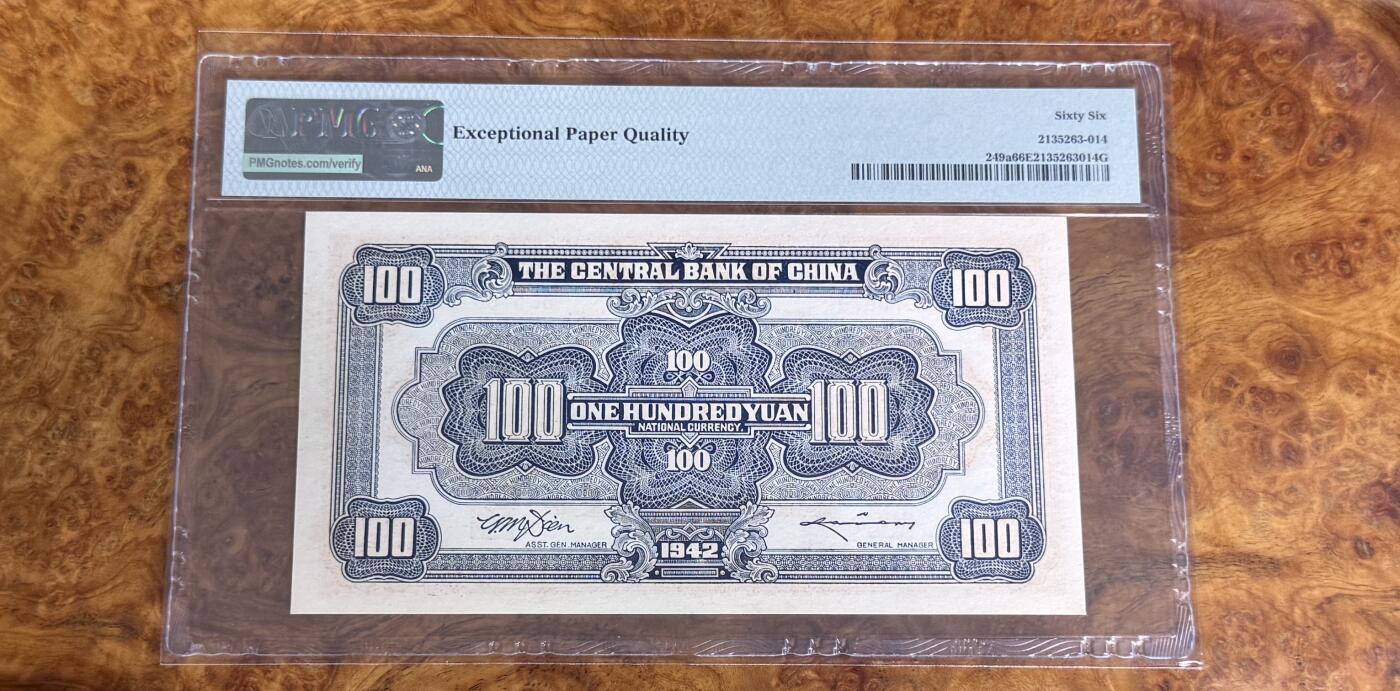 PMG
PMGnotes.com/verify
ANA
Exceptional Paper Quality
Sixty Six
2135263-014
249a66E2135263014G
THE CENTRAL BANK OF CHINA
100
100
100
100
100
100
ONE HUNDRED YUAN
NATIONAL CURRENCY.
100
100
ASST. GEN. MANAGER
1942
GENERAL MANAGER